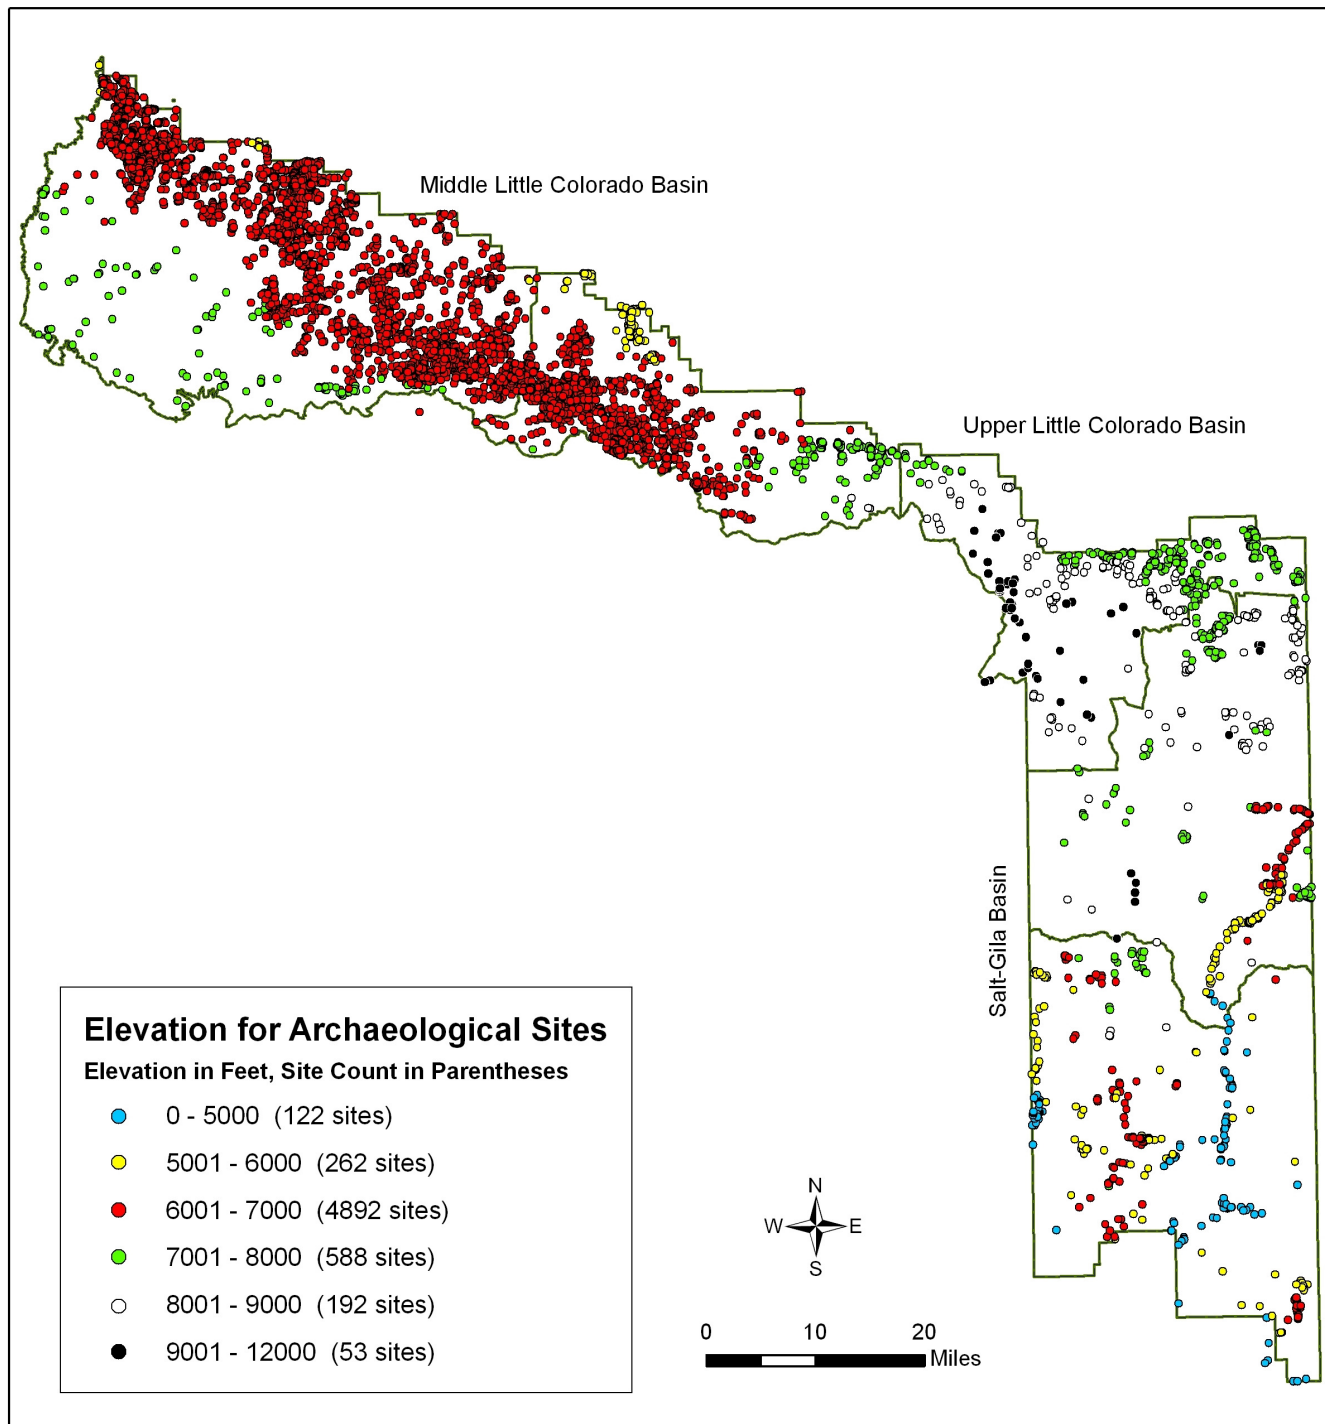 Middle Little Colorado Basin
Upper Little Colorado Basin
Salt-Gila Basin
Elevation for Archaeological Sites
Elevation in Feet, Site Count in Parentheses
0 - 5000 (122 sites)
5001 - 6000 (262 sites)
6001 - 7000 (4892 sites)
7001 - 8000 (588 sites)
8001 - 9000 (192 sites)
9001 - 12000 (53 sites)
N
W E
S
0 10 20
Miles